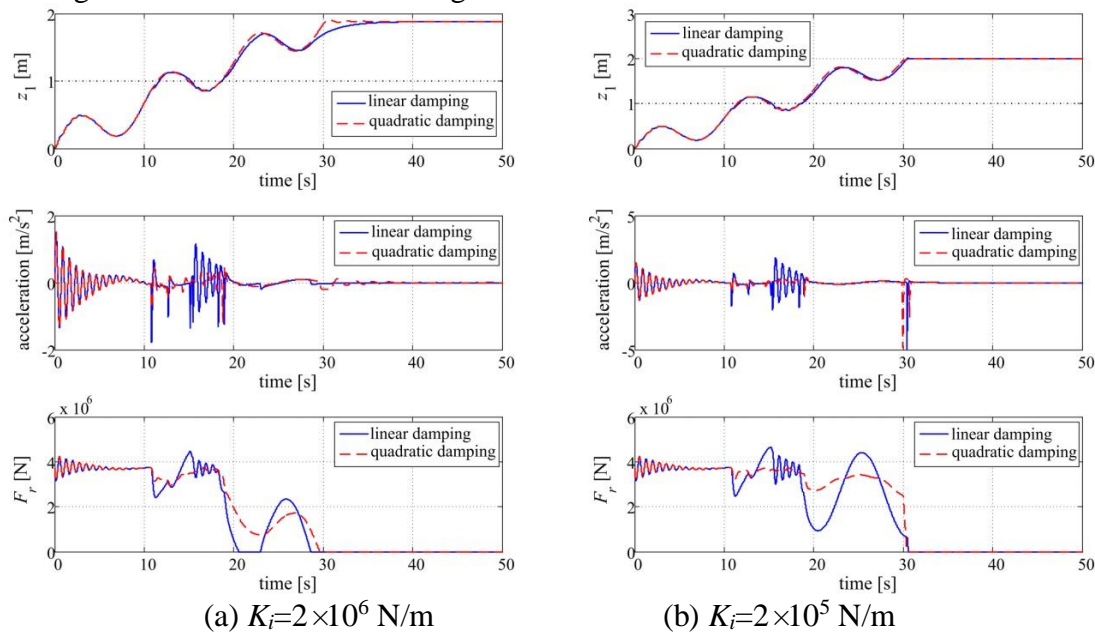 2
1
0
z1 [m]
linear damping
quadratic damping
0 10 20 30 40 50
time [s]
3
2
1
0
z1 [m]
linear damping
quadratic damping
0 10 20 30 40 50
time [s]
2
0
-2
acceleration [m/s2]
linear damping
quadratic damping
0 10 20 30 40 50
time [s]
5
0
-5
acceleration [m/s2]
linear damping
quadratic damping
0 10 20 30 40 50
time [s]
x 10^6
6
4
2
0
Fr [N]
linear damping
quadratic damping
0 10 20 30 40 50
time [s]
x 10^6
6
4
2
0
Fr [N]
linear damping
quadratic damping
0 10 20 30 40 50
time [s]
(a) Ki=2×10^6 N/m
(b) Ki=2×10^5 N/m